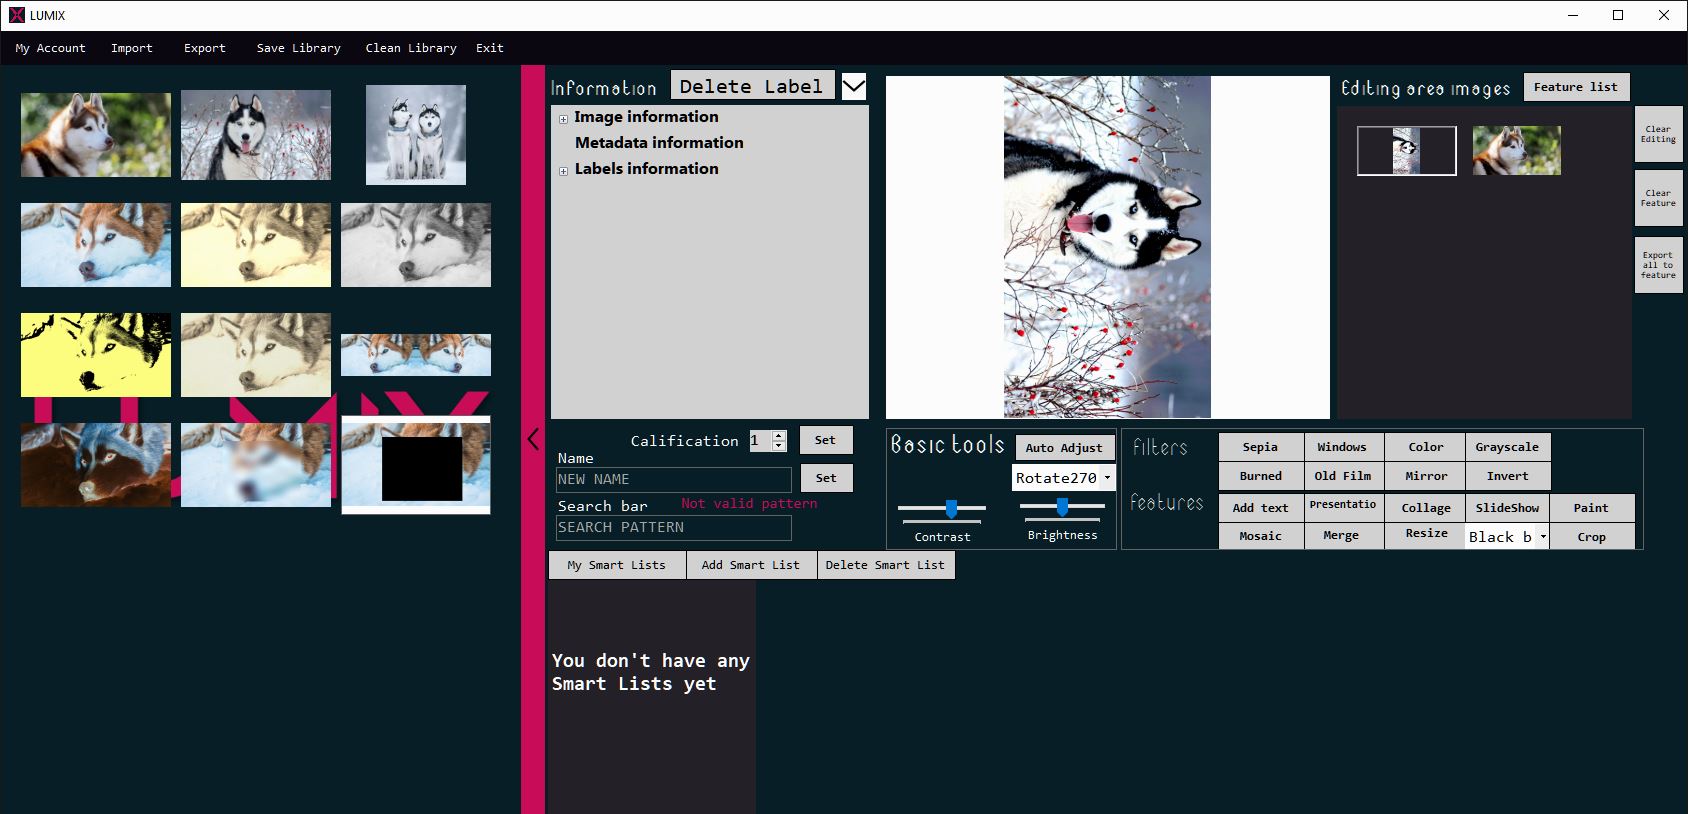 LUMIX
My Account Import Export Save Library Clean Library Exit
Information Delete Label
Image information
Metadata information
Labels information
Editing area images Feature list
Clear
Editing
Clear
Feature
Export
all to
feature
Calification 1 Set
Name
NEW NAME Set
Search bar Not valid pattern
SEARCH PATTERN
Basic tools Auto Adjust
Rotate270
Contrast Brightness
filters Sepia Windows Color Grayscale
Burned Old Film Mirror Invert
features Add text Presentatio Collage SlideShow Paint
Mosaic Merge Resize Black b Crop
My Smart Lists Add Smart List Delete Smart List
You don't have any
Smart Lists yet